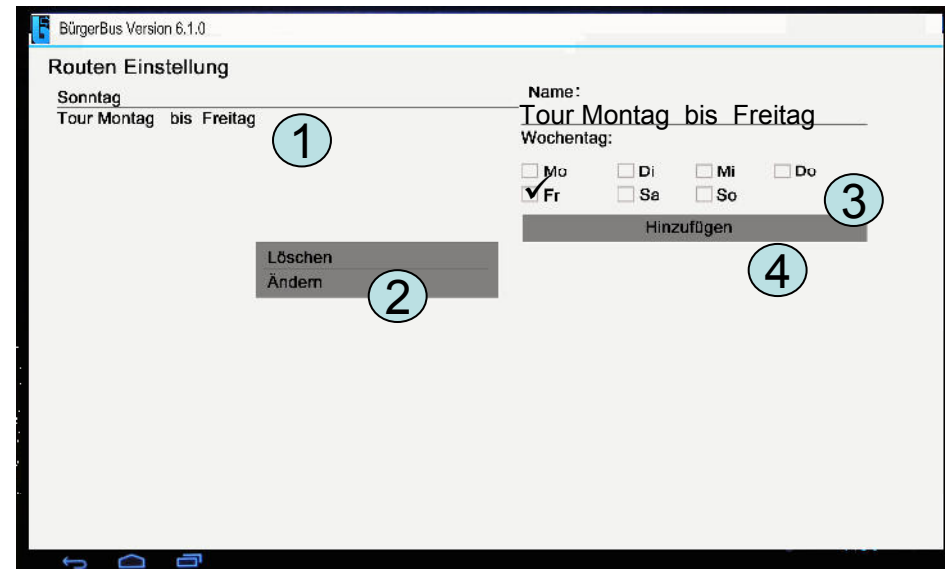 BürgerBus Version 6.1.0
Routen Einstellung
Sonntag
Tour Montag bis Freitag
1
Name:
Tour Montag bis Freitag
Wochentag:
Mo Di Mi Do
Fr Sa So
3
Hinzufügen
4
Löschen
Ändern
2